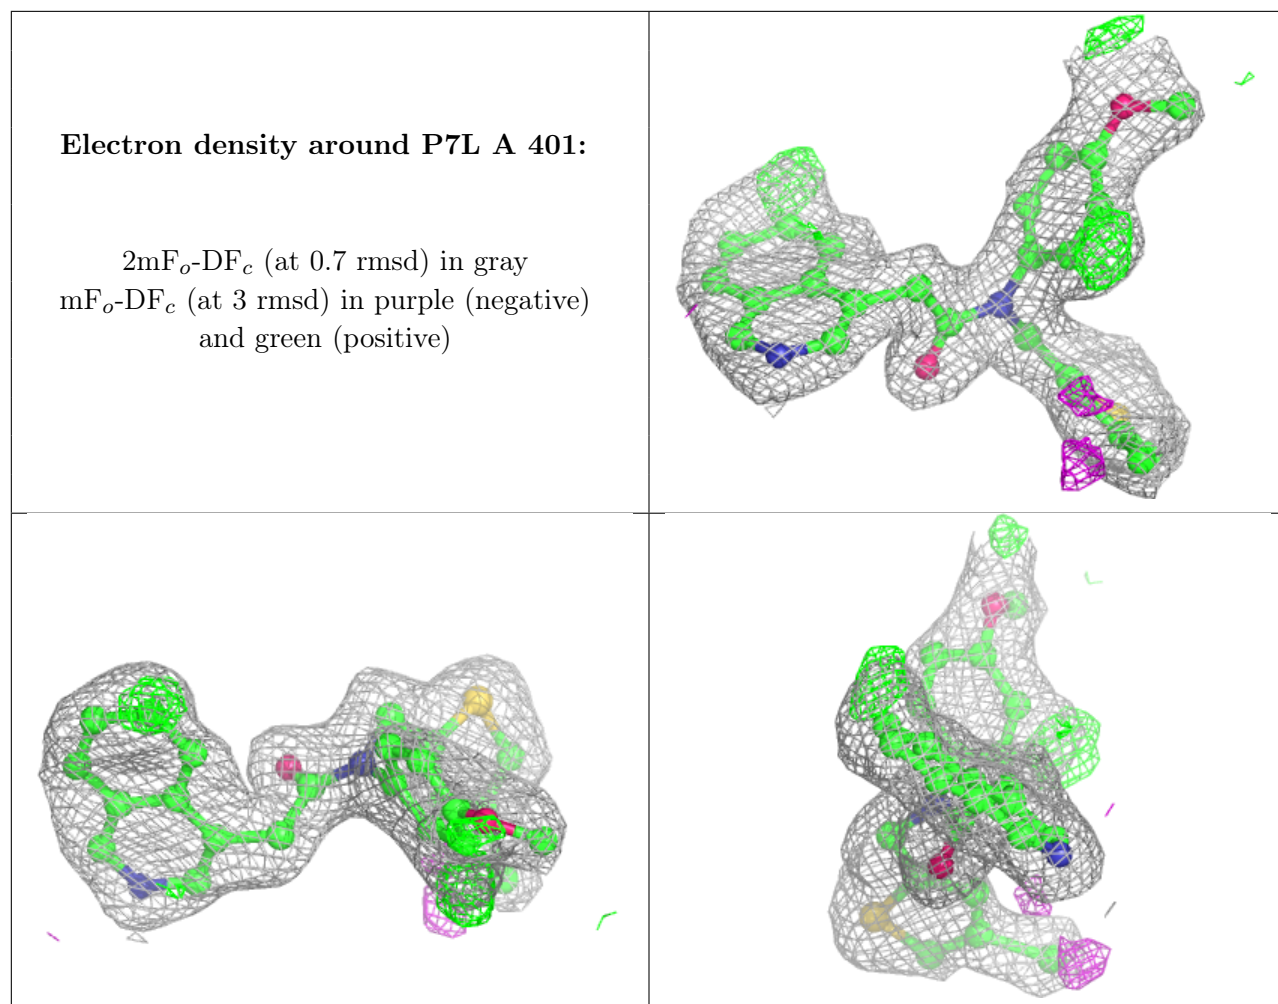 Electron density around P7L A 401:
2mF𝑜-DF𝑐 (at 0.7 rmsd) in gray
mF𝑜-DF𝑐 (at 3 rmsd) in purple (negative)
and green (positive)